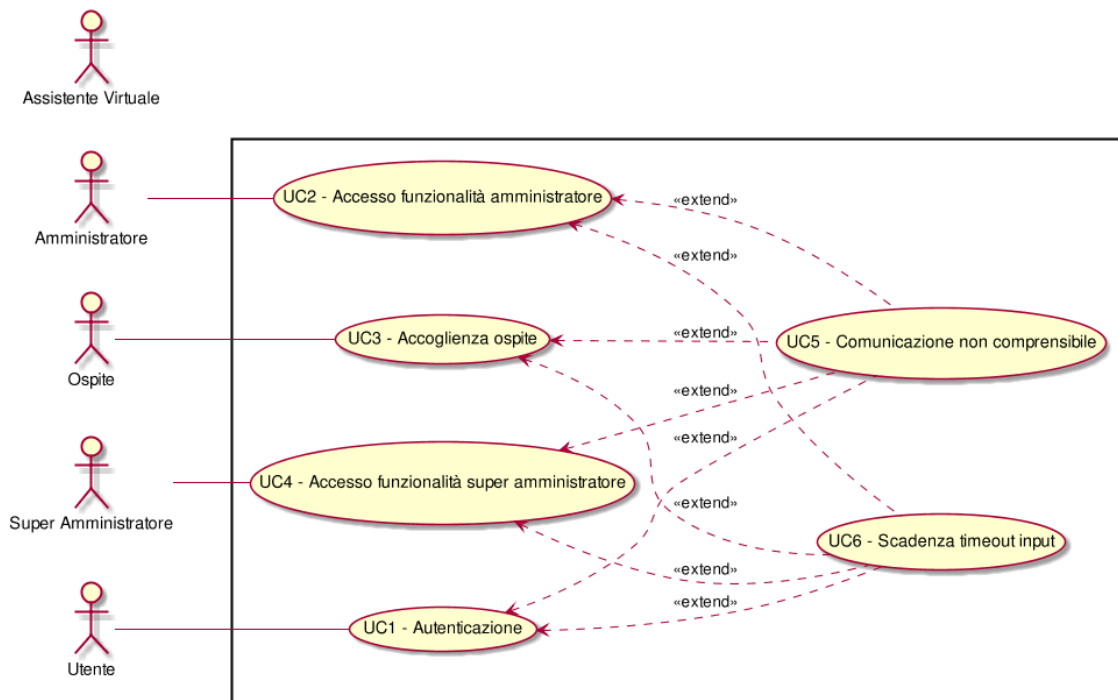 Assistente Virtuale
UC2 - Accesso funzionalità amministratore
«extend»
Amministratore
«extend»
UC3 - Accoglienza ospite
«extend»
UC5 - Comunicazione non comprensibile
Ospite
«extend»
«extend»
UC4 - Accesso funzionalità super amministratore
«extend»
Super Amministratore
UC6 - Scadenza timeout input
«extend»
«extend»
UC1 - Autenticazione
Utente